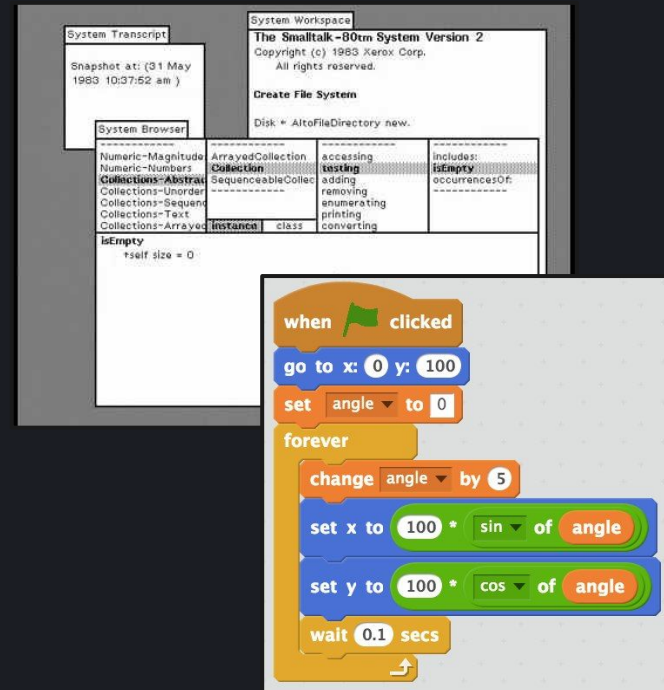 System Transcript
Snapshot at: (31 May
1983 10:37:52 am )
System Workspace
The Smalltalk-80tm System Version 2
Copyright (c) 1983 Xerox Corp.
All rights reserved.
Create File System
Disk ← AltoFileDirectory new.
System Browser
Numeric-Magnitude
Numeric-Numbers
Collections-Abstrac
Collections-Unorder
Collections-Sequenc
Collections-Text
Collections-Arrayed
ArrayedCollection
Collection
SequenceableCollec
instance class
accessing
testing
adding
removing
enumerating
printing
converting
includes:
isEmpty
occurrencesOf:
isEmpty
↑self size = 0
when clicked
go to x: 0 y: 100
set angle to 0
forever
change angle by 5
set x to 100 * sin of angle
set y to 100 * cos of angle
wait 0.1 secs